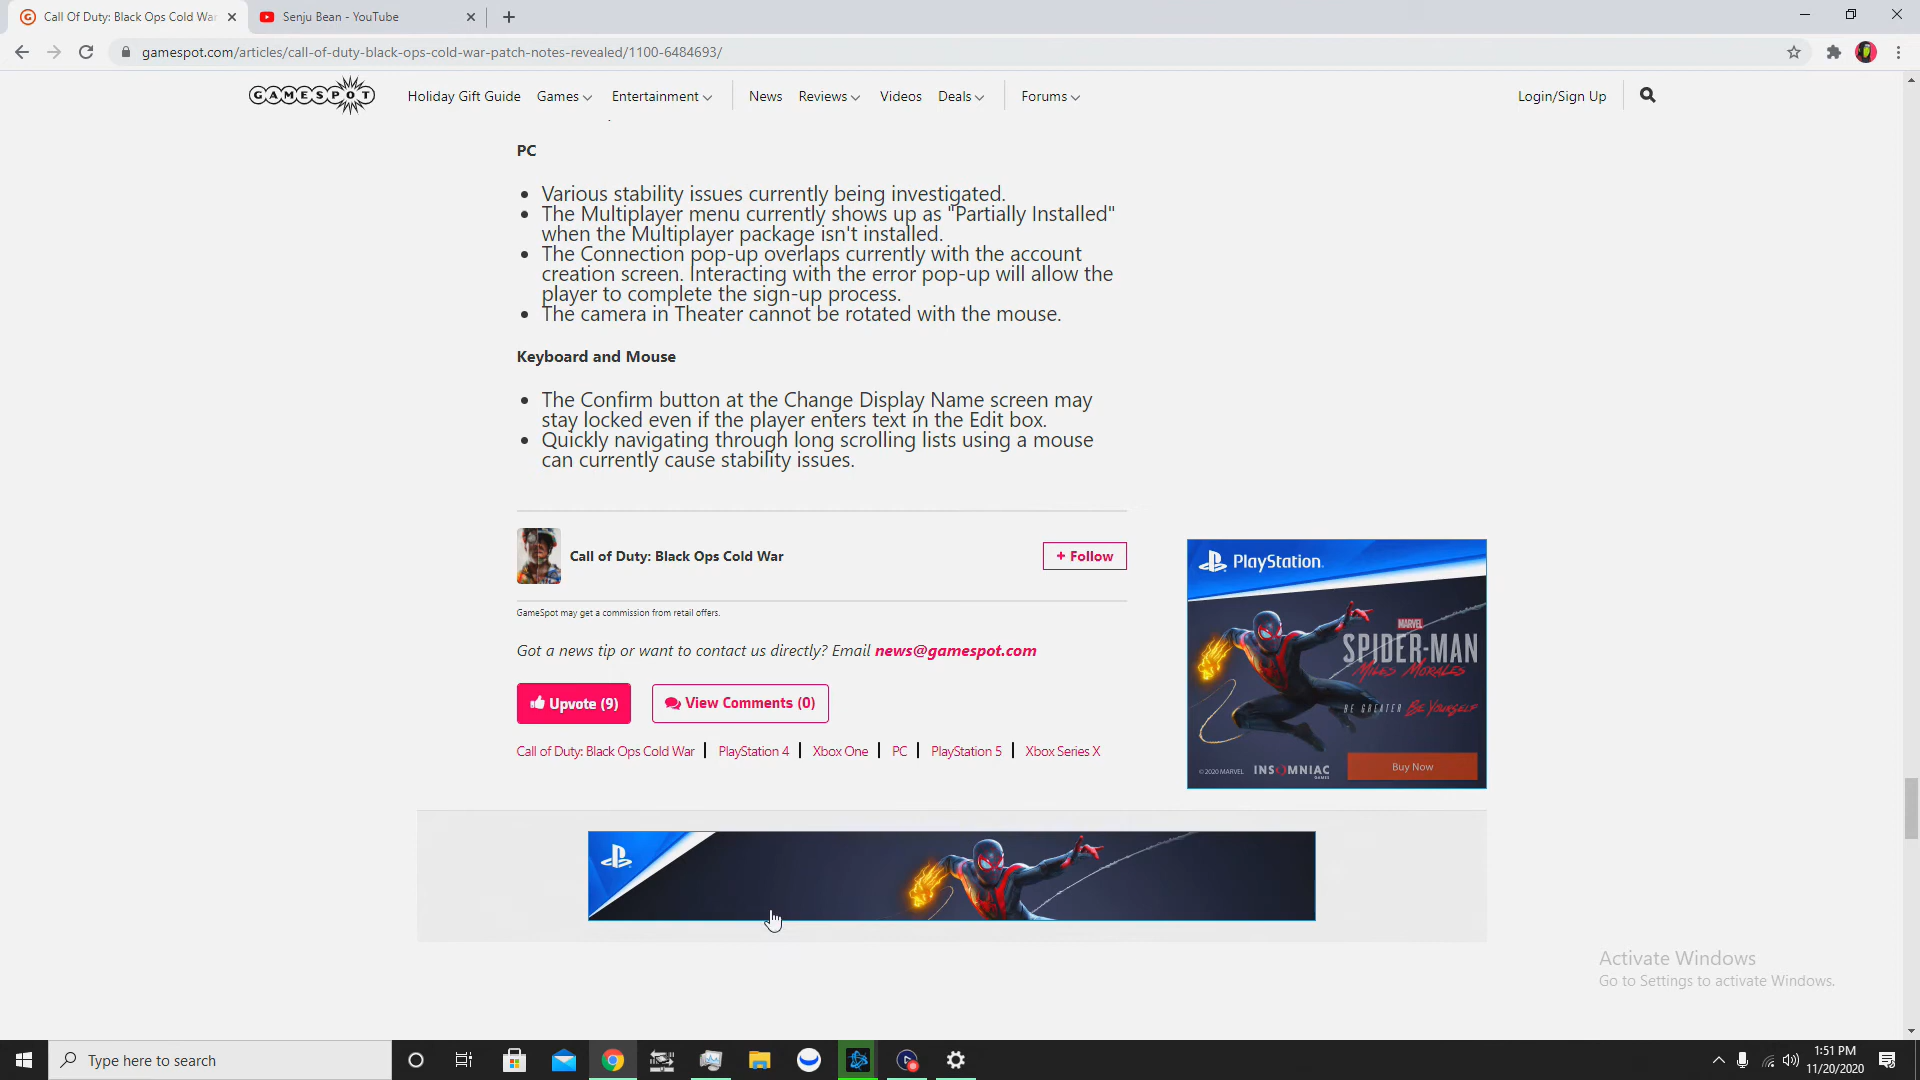 Call Of Duty: Black Ops Cold War
Senju Bean - YouTube
gamespot.com/articles/call-of-duty-black-ops-cold-war-patch-notes-revealed/1100-6484693/
GAMESPOT
Holiday Gift Guide
Games
Entertainment
News
Reviews
Videos
Deals
Forums
Login/Sign Up
PC
Various stability issues currently being investigated.
The Multiplayer menu currently shows up as "Partially Installed"
when the Multiplayer package isn't installed.
The Connection pop-up overlaps currently with the account
creation screen. Interacting with the error pop-up will allow the
player to complete the sign-up process.
The camera in Theater cannot be rotated with the mouse.
Keyboard and Mouse
The Confirm button at the Change Display Name screen may
stay locked even if the player enters text in the Edit box.
Quickly navigating through long scrolling lists using a mouse
can currently cause stability issues.
Call of Duty: Black Ops Cold War
+ Follow
GameSpot may get a commission from retail offers.
Got a news tip or want to contact us directly? Email news@gamespot.com
Upvote (9)
View Comments (0)
Call of Duty: Black Ops Cold War | PlayStation 4 | Xbox One | PC | PlayStation 5 | Xbox Series X
PlayStation.
MARVEL
SPIDER-MAN
MILES MORALES
BE GREATER BE YOURSELF
©2020 MARVEL
INSOMNIAC
GAMES
Buy Now
Activate Windows
Go to Settings to activate Windows.
Type here to search
1:51 PM
11/20/2020